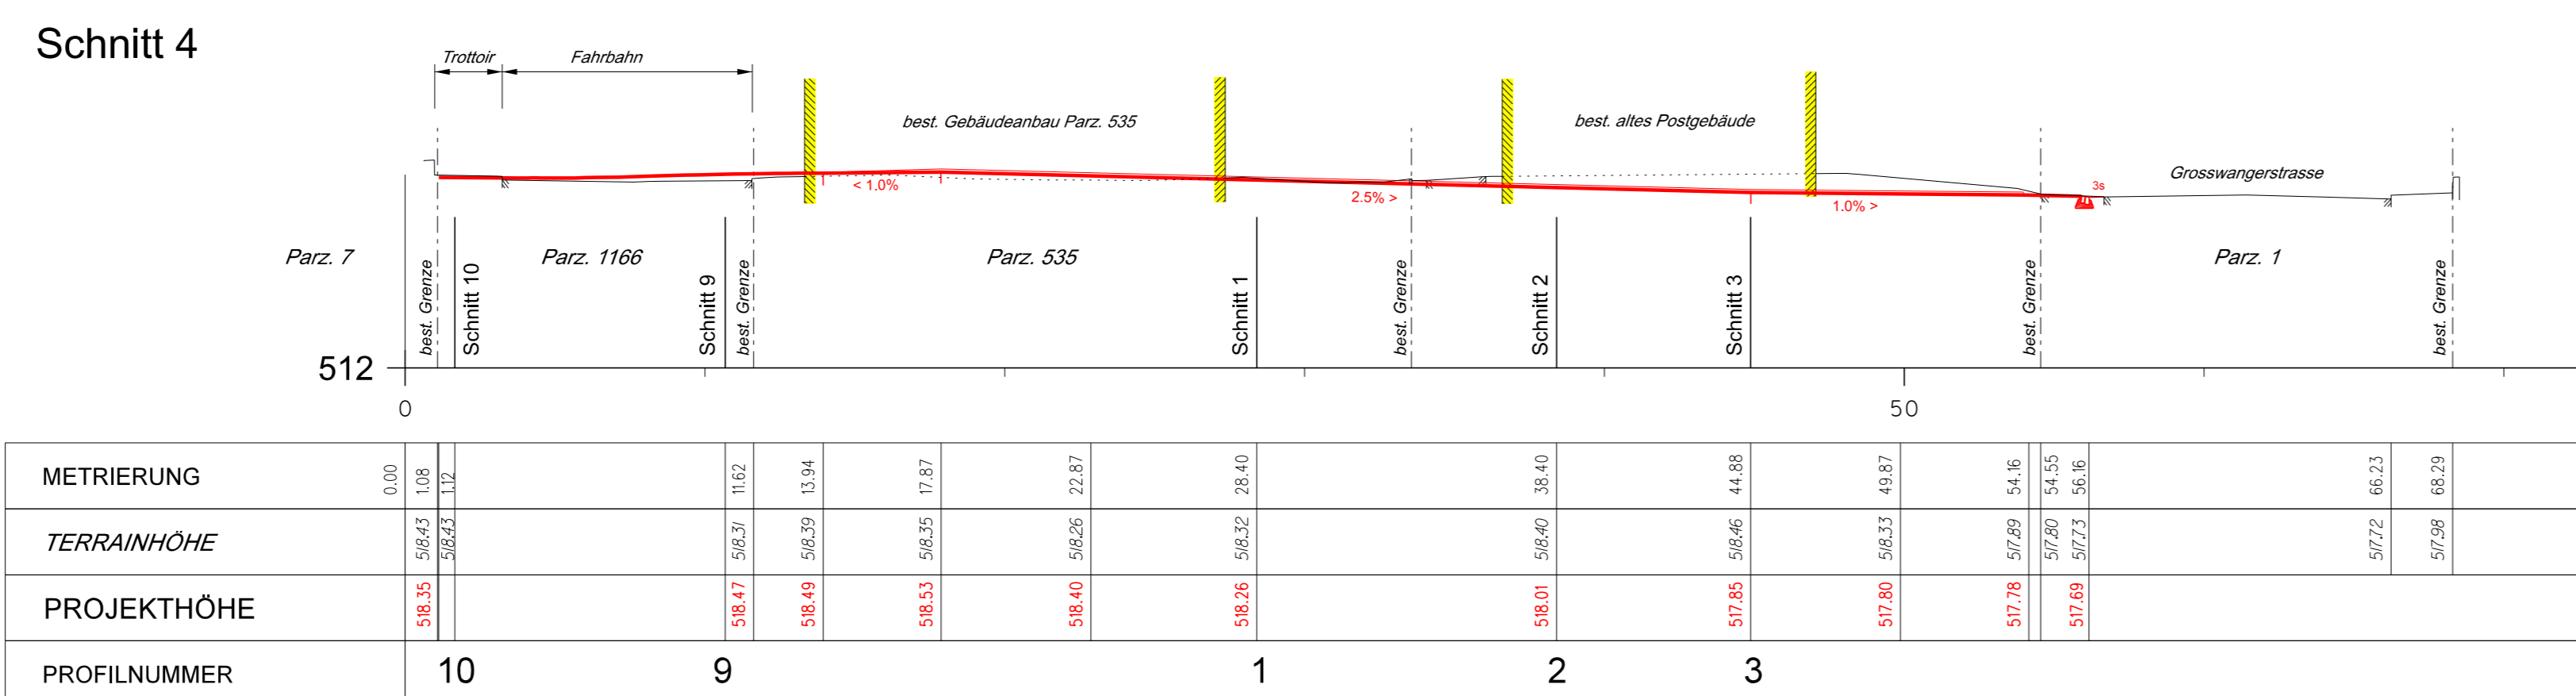 Schnitt 4
Trottoir Fahrbahn
best. Gebäudeanbau Parz. 535 best. altes Postgebäude
Grosswangerstrasse
< 1.0% 2.5% > 1.0% > 3s
Parz. 7 Parz. 1166 Parz. 535 Parz. 1
best. Grenze Schnitt 10 Schnitt 9 best. Grenze Schnitt 1 best. Grenze Schnitt 2 Schnitt 3 best. Grenze best. Grenze
512
0 50
METRIERUNG 0.00 1.08 1.12 11.62 13.94 17.87 22.87 28.40 38.40 44.88 49.87 54.16 54.55 56.16 66.23 68.29
TERRAINHÖHE 518.43 518.43 518.31 518.39 518.35 518.26 518.32 518.40 518.46 518.33 517.89 517.80 517.73 517.72 517.98
PROJEKTHÖHE 518.35 518.47 518.49 518.53 518.40 518.26 518.01 517.85 517.80 517.78 517.69
PROFILNUMMER 10 9 1 2 3